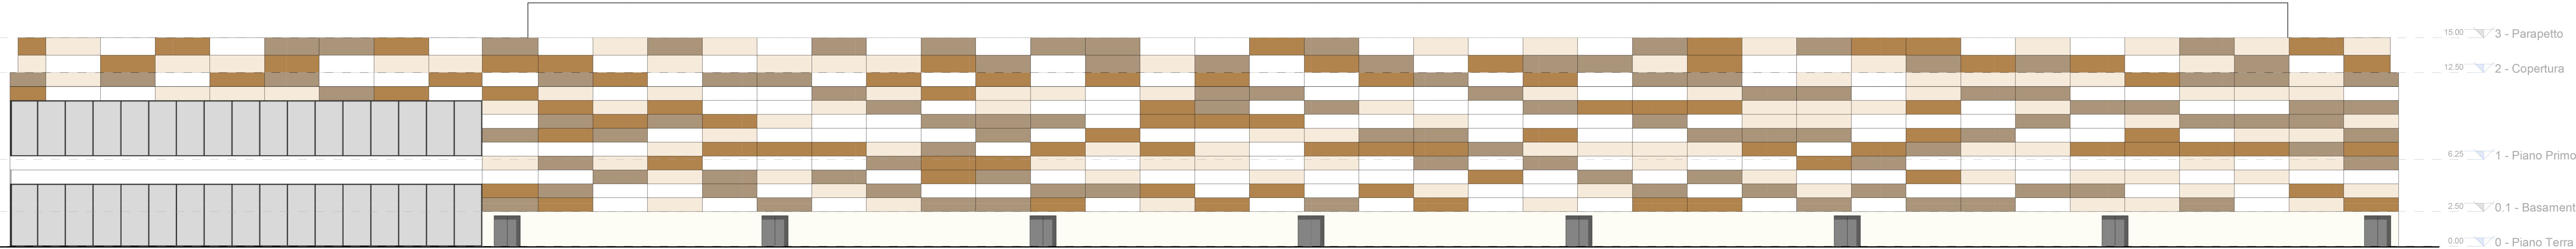 15.00 3 - Parapetto
12.50 2 - Copertura
6.25 1 - Piano Primo
2.50 0.1 - Basament
0.00 0 - Piano Terra